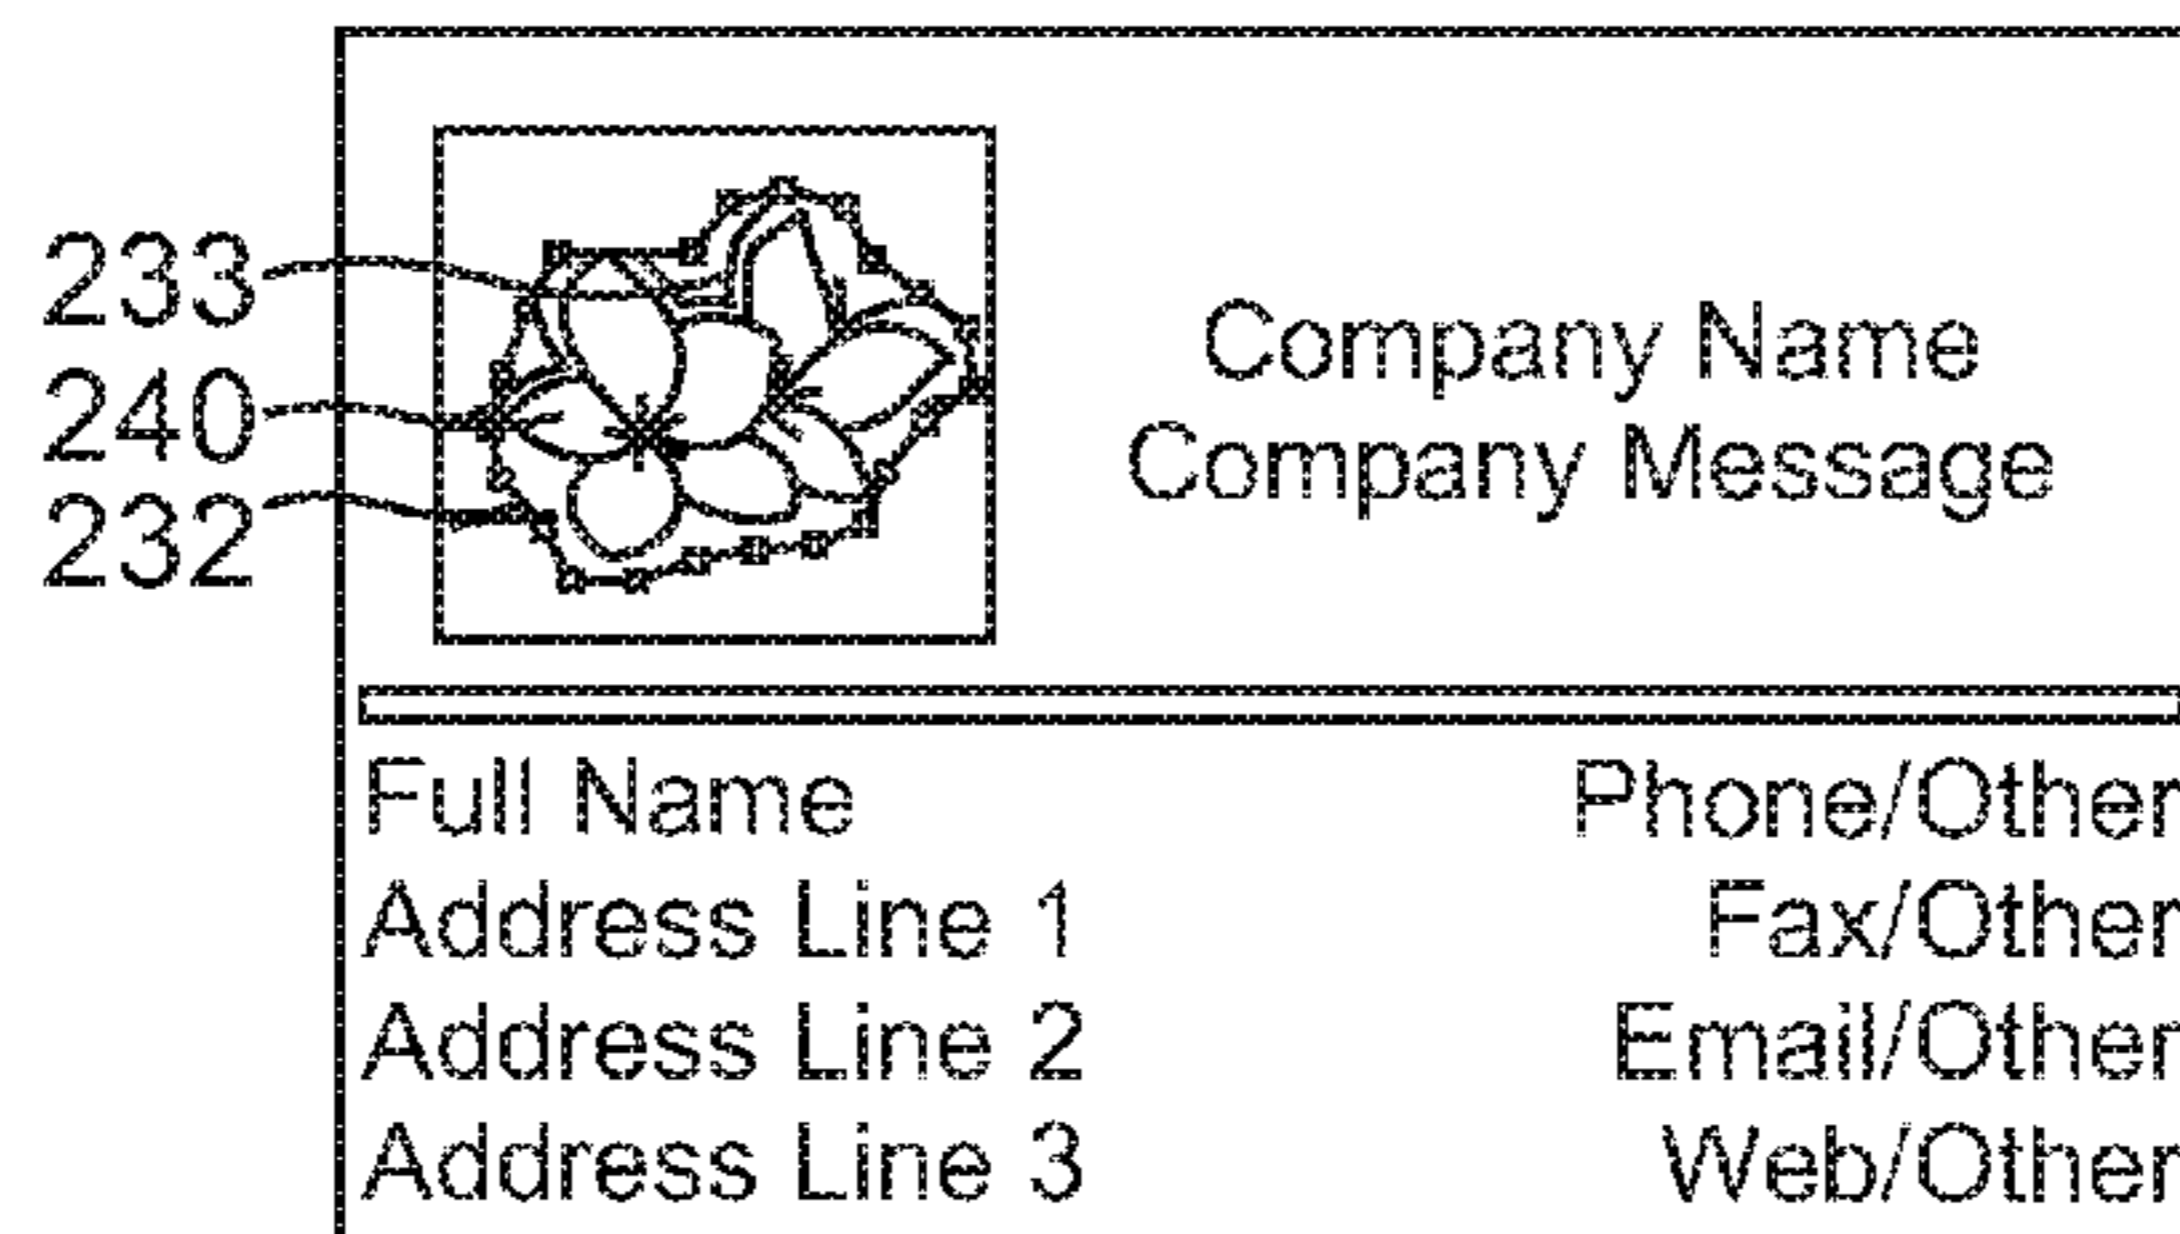 233
240
232
Company Name
Company Message
Full Name
Phone/Other
Address Line 1
Fax/Other
Address Line 2
Email/Other
Address Line 3
Web/Other